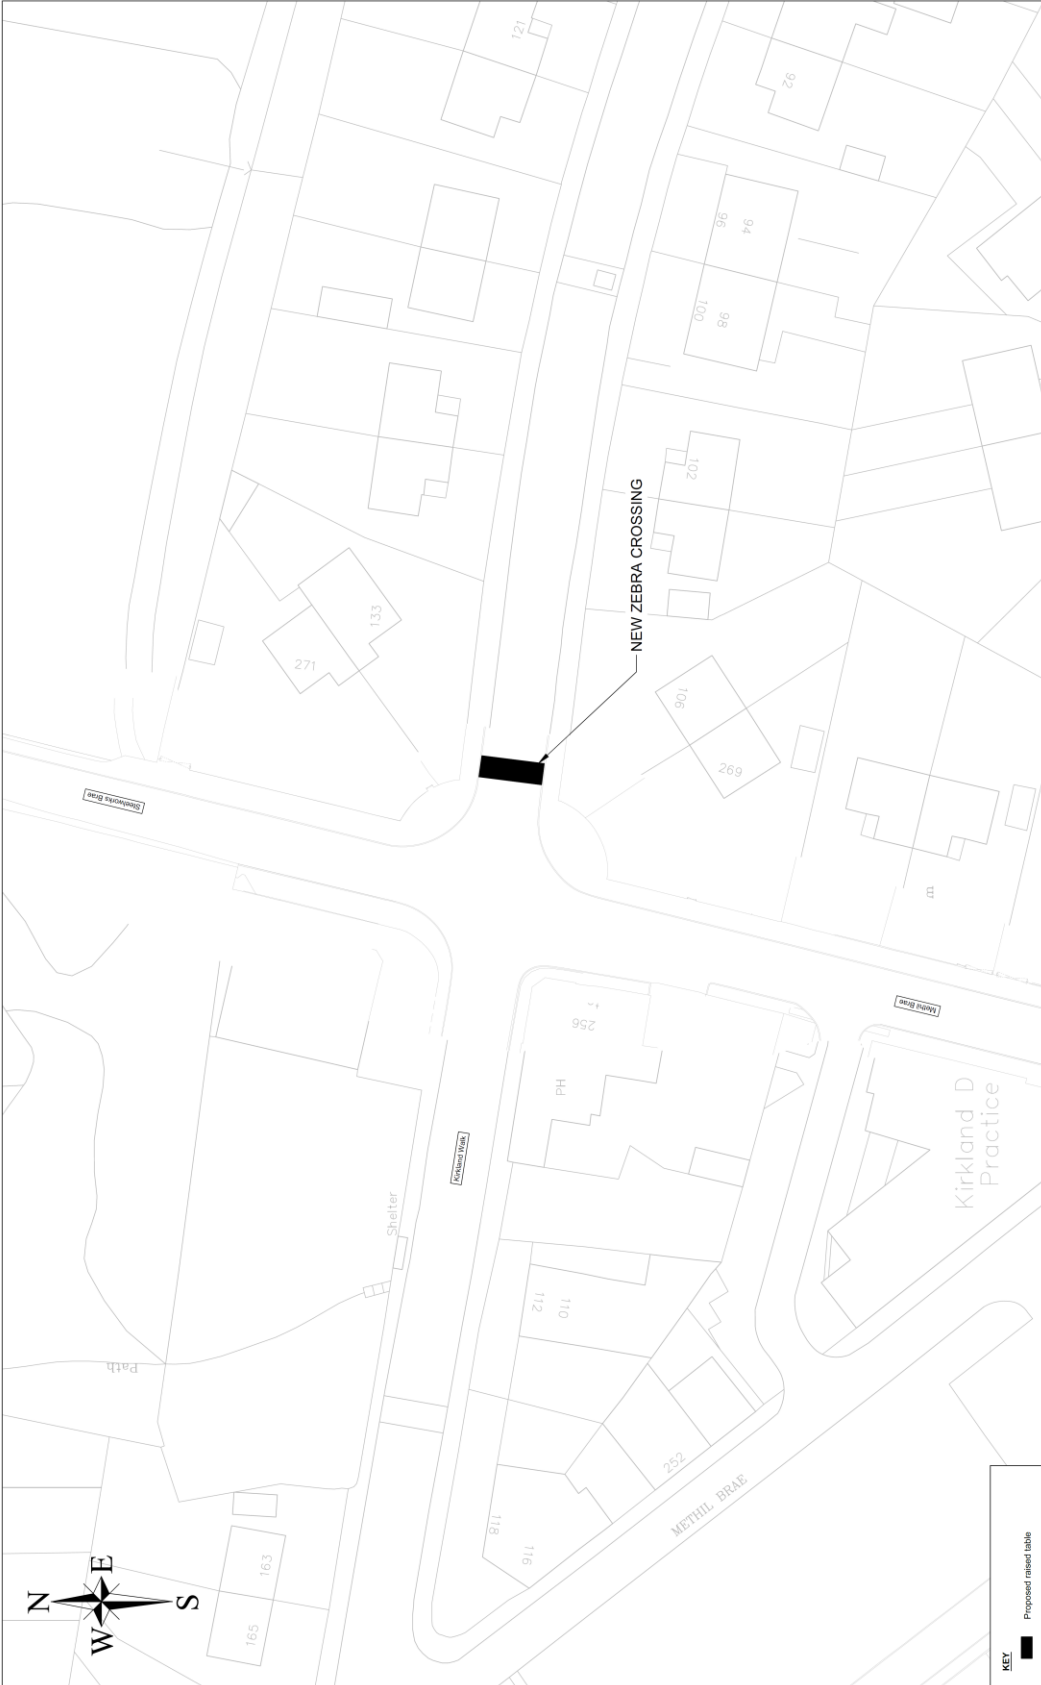 N
E
W
S
Steelworks Brae
121
92
96
94
100
98
102
NEW ZEBRA CROSSING
133
271
106
269
256
PH
Methil Brae
Kirkland Walk
Shelter
Path
Kirkland D
Practice
112
110
252
METHIL BRAE
118
116
163
165
KEY
Proposed raised table